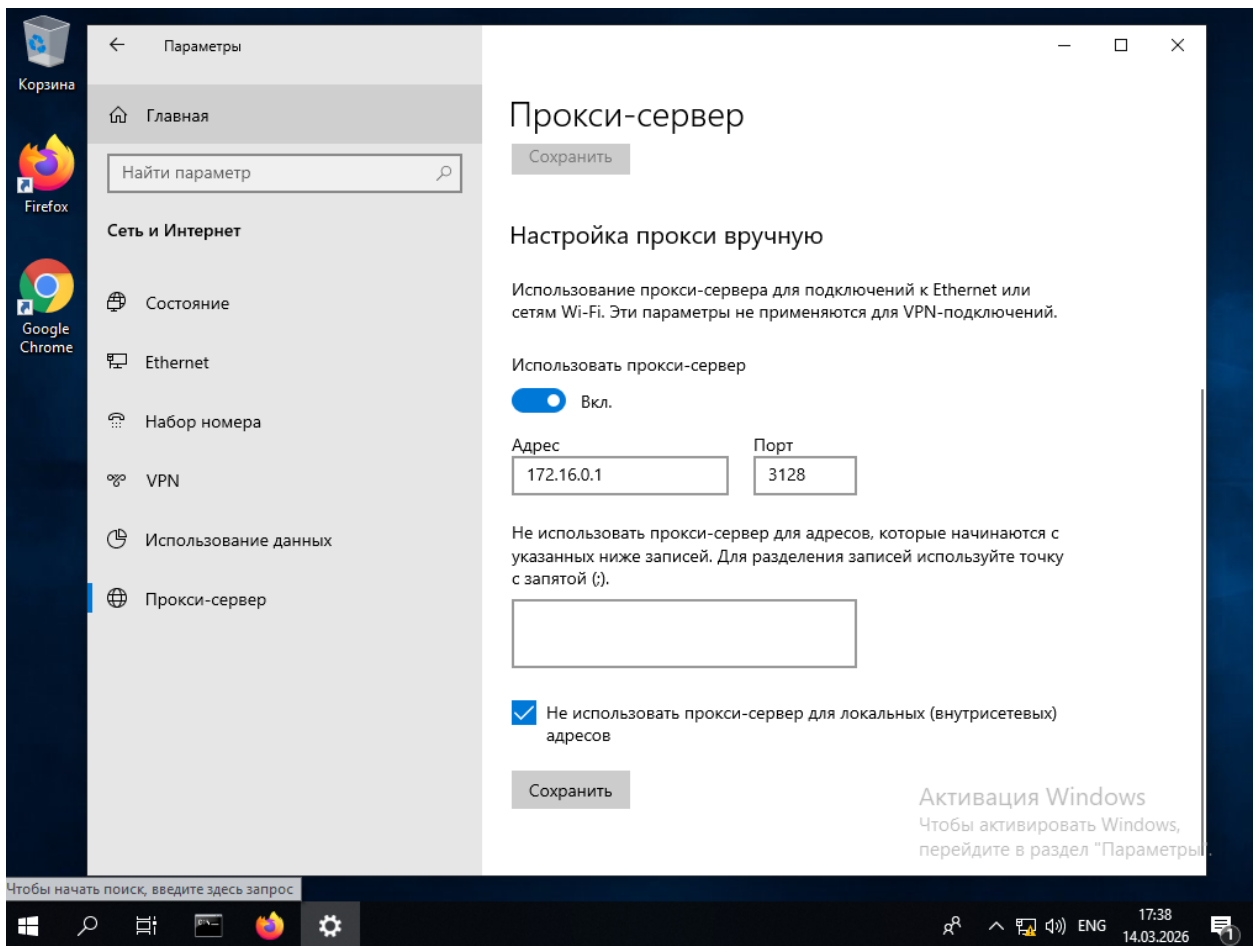 Корзина
Firefox
Google
Chrome
Параметры
Главная
Найти параметр
Сеть и Интернет
Состояние
Ethernet
Набор номера
VPN
Использование данных
Прокси-сервер
Прокси-сервер
Сохранить
Настройка прокси вручную
Использование прокси-сервера для подключений к Ethernet или
сетям Wi-Fi. Эти параметры не применяются для VPN-подключений.
Использовать прокси-сервер
Вкл.
Адрес
Порт
172.16.0.1
3128
Не использовать прокси-сервер для адресов, которые начинаются с
указанных ниже записей. Для разделения записей используйте точку
с запятой (;).
Не использовать прокси-сервер для локальных (внутрисетевых)
адресов
Сохранить
Активация Windows
Чтобы активировать Windows,
перейдите в раздел "Параметры".
Чтобы начать поиск, введите здесь запрос
ENG
17:38
14.03.2026
1